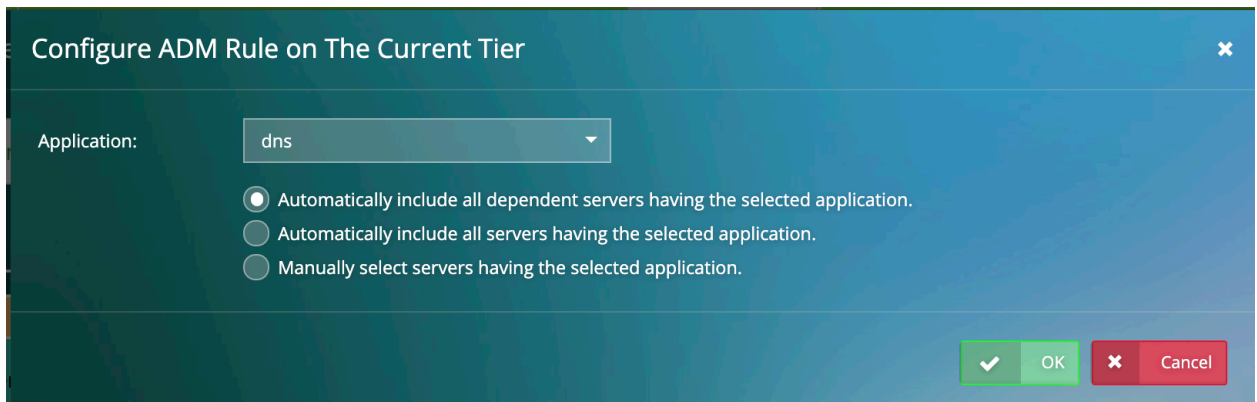 Configure ADM Rule on The Current Tier
Application:
dns
Automatically include all dependent servers having the selected application.
Automatically include all servers having the selected application.
Manually select servers having the selected application.
OK
Cancel